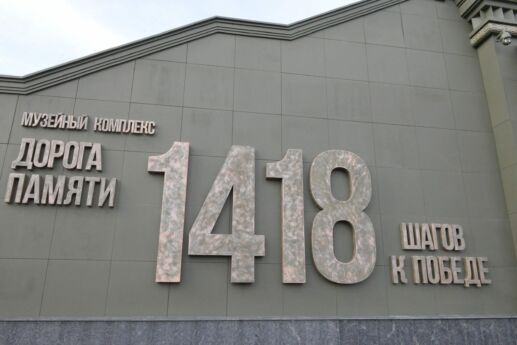 МУЗЕЙНЫЙ КОМПЛЕКС
ДОРОГА
ПАМЯТИ
1418
ШАГОВ
К ПОБЕДЕ